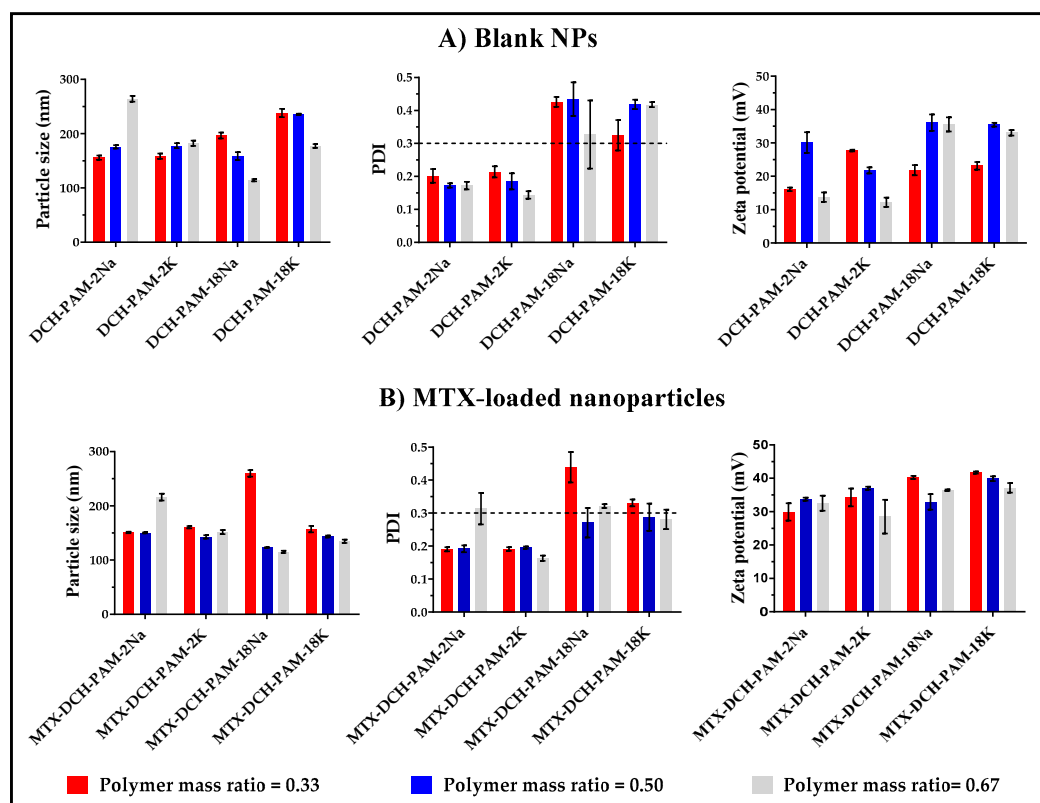 A) Blank NPs
Particle size (nm)
300
200
100
0
DCH-PAM-2Na
DCH-PAM-2K
DCH-PAM-18Na
DCH-PAM-18K
PDI
0.5
0.4
0.3
0.2
0.1
0.0
DCH-PAM-2Na
DCH-PAM-2K
DCH-PAM-18Na
DCH-PAM-18K
Zeta potential (mV)
50
40
30
20
10
0
DCH-PAM-2Na
DCH-PAM-2K
DCH-PAM-18Na
DCH-PAM-18K
B) MTX-loaded nanoparticles
Particle size (nm)
300
200
100
0
MTX-DCH-PAM-2Na
MTX-DCH-PAM-2K
MTX-DCH-PAM-18Na
MTX-DCH-PAM-18K
PDI
0.5
0.4
0.3
0.2
0.1
0.0
MTX-DCH-PAM-2Na
MTX-DCH-PAM-2K
MTX-DCH-PAM-18Na
MTX-DCH-PAM-18K
Zeta potential (mV)
50
40
30
20
10
0
MTX-DCH-PAM-2Na
MTX-DCH-PAM-2K
MTX-DCH-PAM-18Na
MTX-DCH-PAM-18K
Polymer mass ratio = 0.33
Polymer mass ratio = 0.50
Polymer mass ratio= 0.67